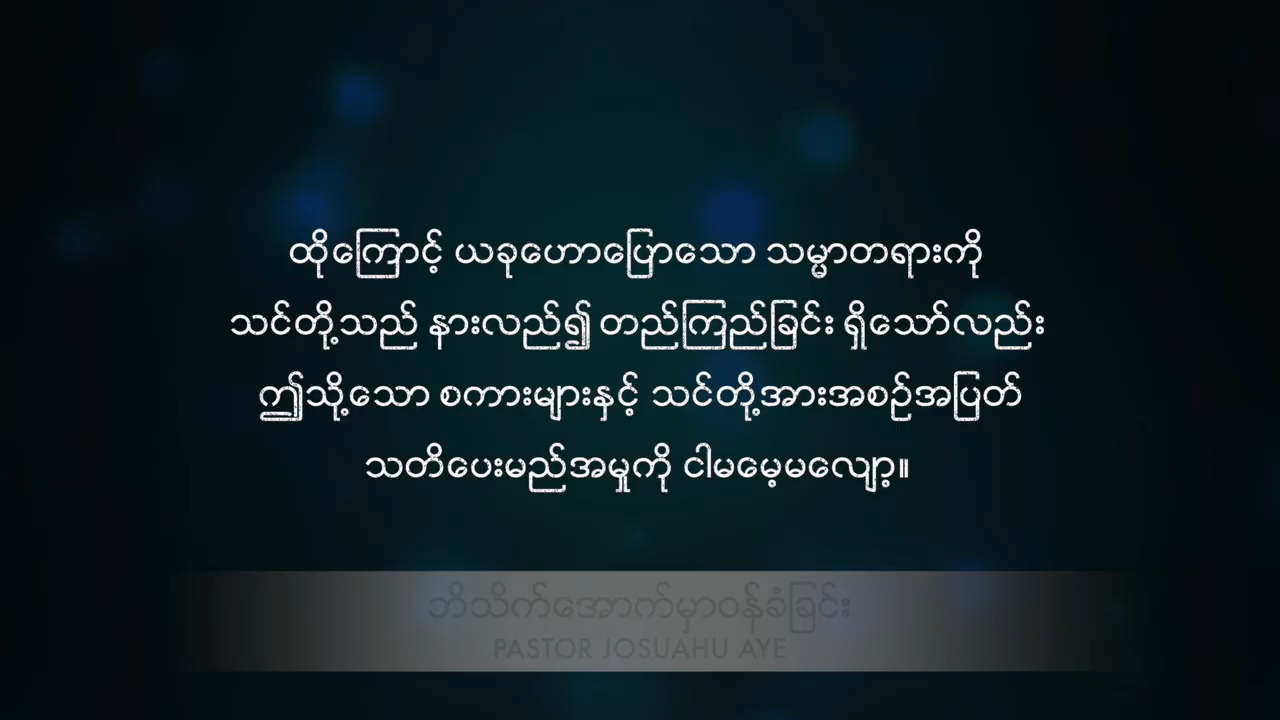 ထိုကြောင့် ယခုဟောပြောသော သမ္မာတရားကို
သင်တို့သည် နားလည်၍ တည်ကြည်ခြင်း ရှိသော်လည်း
ဤသို့သော စကားများနှင့် သင်တို့အားအစဉ်အပြတ်
သတိပေးမည်အမှုကို ငါမမေ့မလျော့။
ဘိသိက်အောက်မှာဝန်ခံခြင်း
PASTOR JOSUAHU AYE